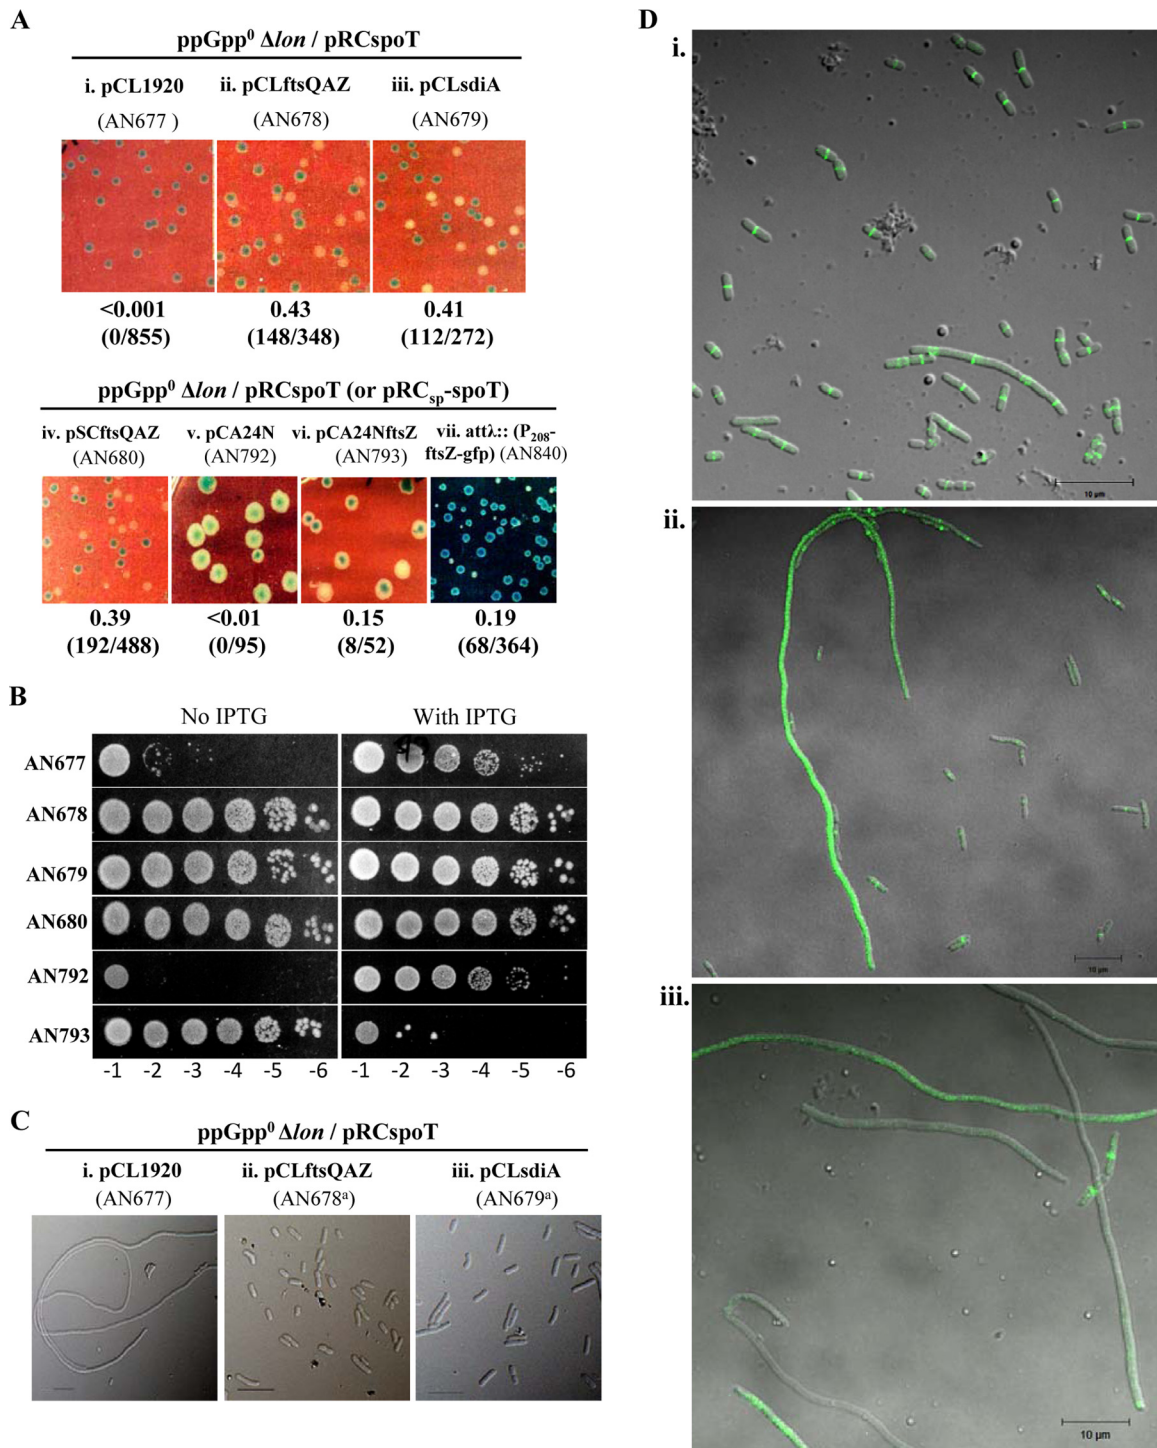 A
ppGpp⁰ Δlon / pRCspoT
i. pCL1920
(AN677 )
ii. pCLftsQAZ
(AN678)
iii. pCLsdiA
(AN679)
<0.001
(0/855)
0.43
(148/348)
0.41
(112/272)
ppGpp⁰ Δlon / pRCspoT (or pRCsp-spoT)
iv. pSCftsQAZ
(AN680)
v. pCA24N
(AN792)
vi. pCA24NftsZ
(AN793)
vii. attλ:: (P208-
ftsZ-gfp) (AN840)
0.39
(192/488)
<0.01
(0/95)
0.15
(8/52)
0.19
(68/364)
B
No IPTG
With IPTG
AN677
AN678
AN679
AN680
AN792
AN793
-1 -2 -3 -4 -5 -6
-1 -2 -3 -4 -5 -6
C
ppGpp⁰ Δlon / pRCspoT
i. pCL1920
(AN677)
ii. pCLftsQAZ
(AN678ᵃ)
iii. pCLsdiA
(AN679ᵃ)
D
i.
10 µm
ii.
10 µm
iii.
10 µm